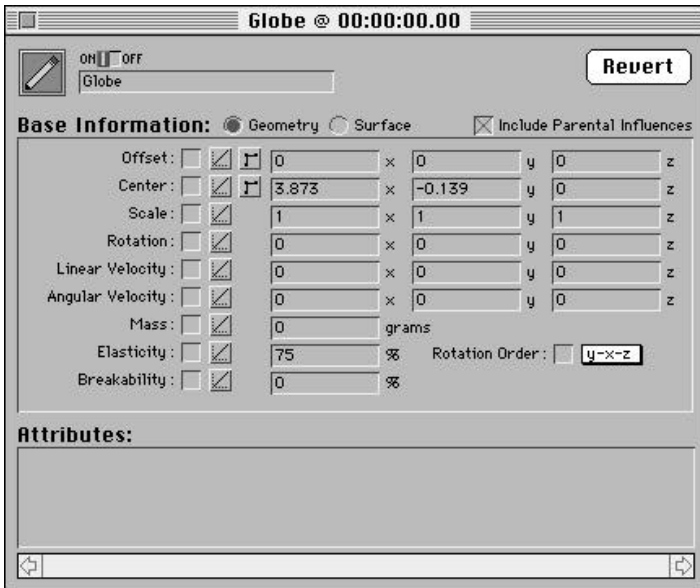 Globe @ 00:00:00.00
ON OFF
Globe
Revert
Base Information: Geometry Surface Include Parental Influences
Offset: 0 x 0 y 0 z
Center: 3.873 x -0.139 y 0 z
Scale: 1 x 1 y 1 z
Rotation: 0 x 0 y 0 z
Linear Velocity: 0 x 0 y 0 z
Angular Velocity: 0 x 0 y 0 z
Mass: 0 grams
Elasticity: 75 % Rotation Order: y-x-z
Breakability: 0 %
Attributes: